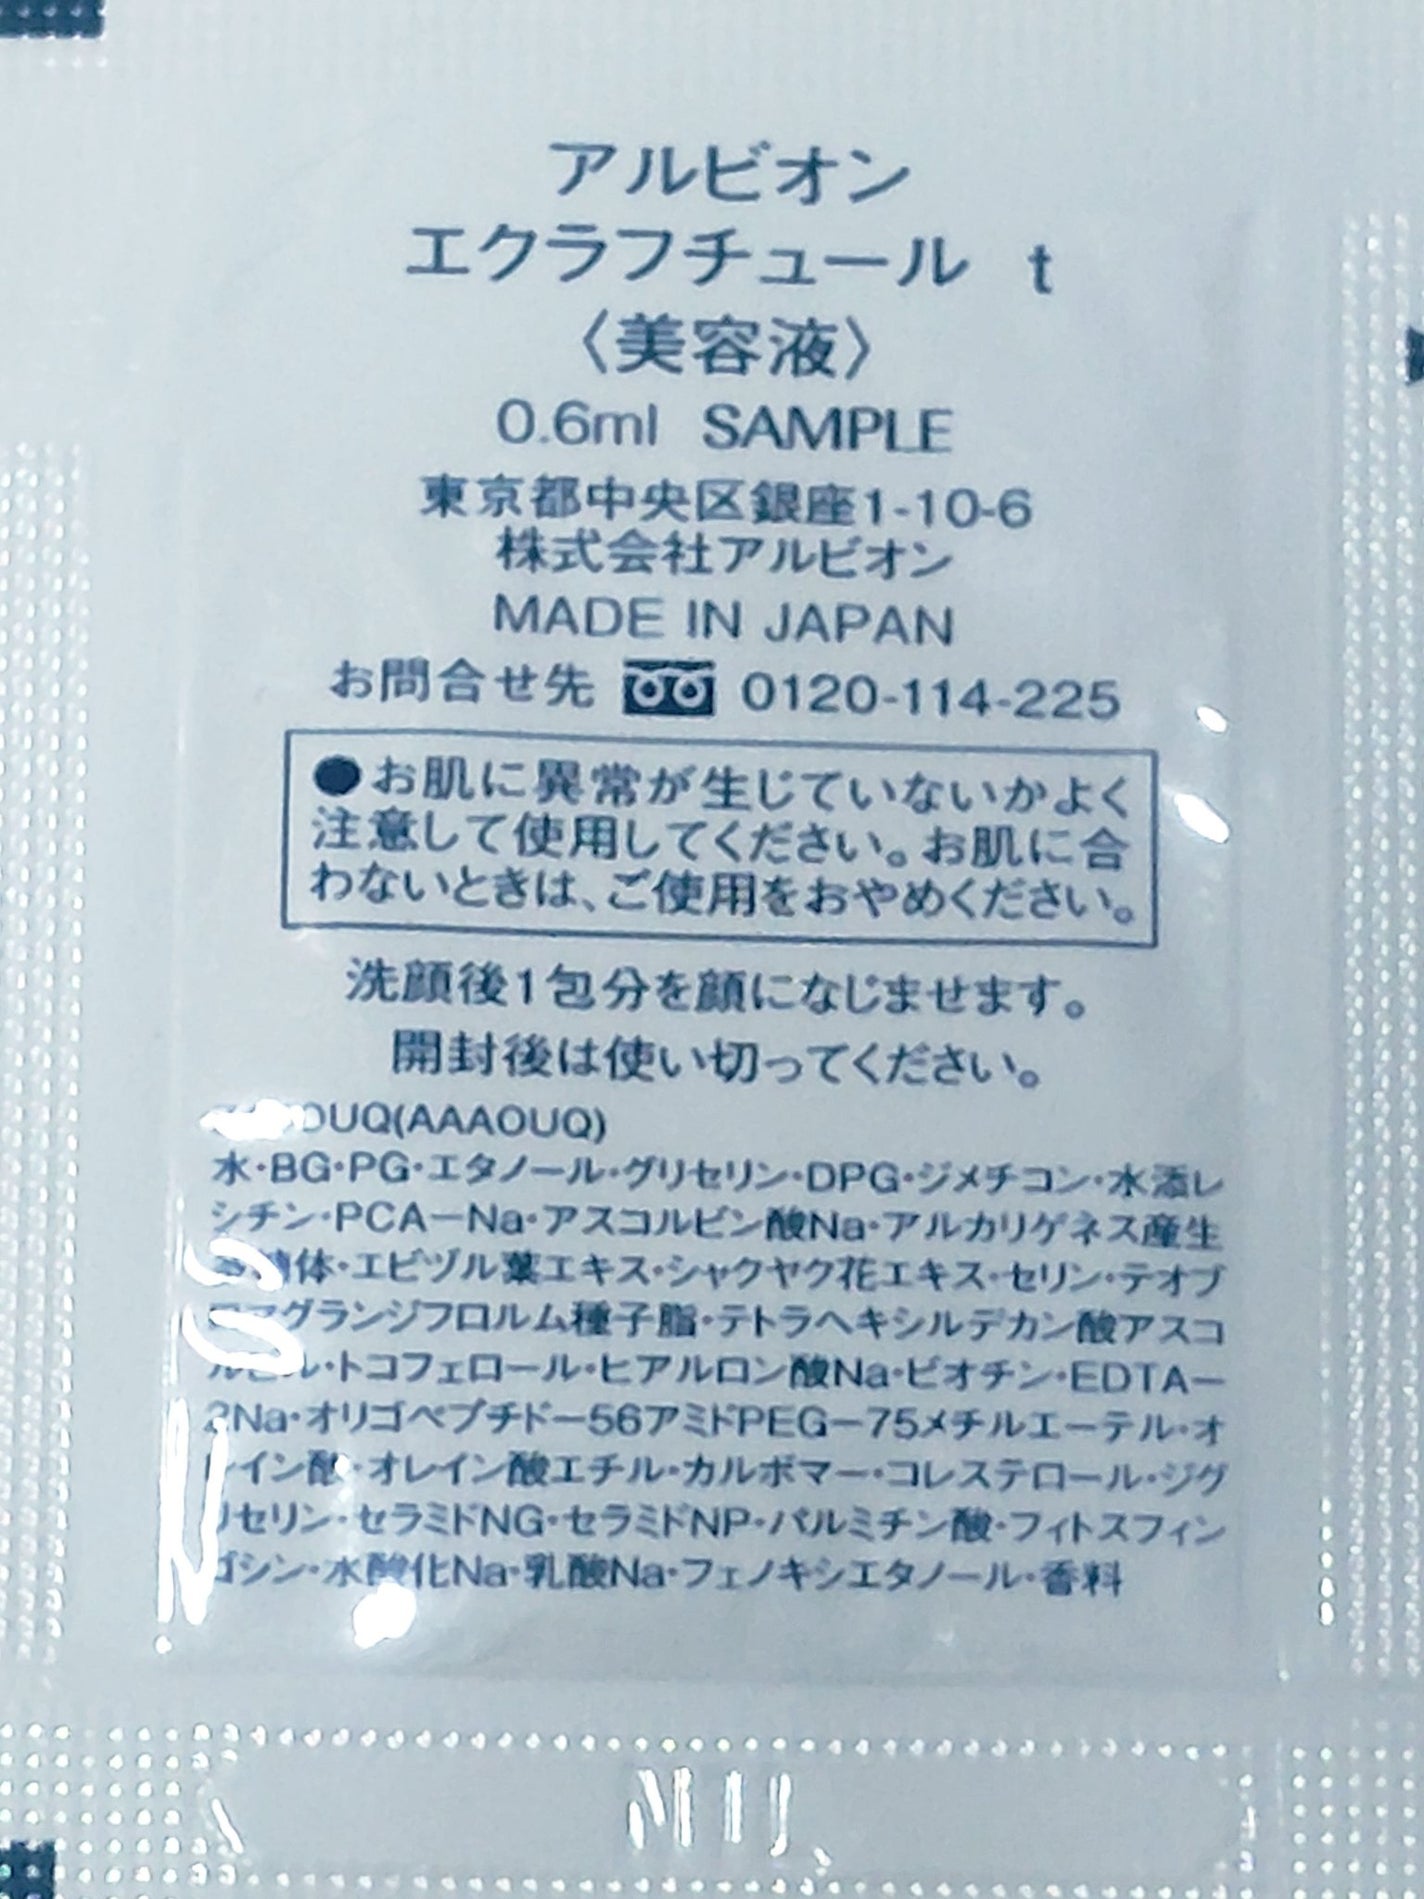 アルビオン
エクラフチュール t
〈美容液〉
0.6ml SAMPLE
東京都中央区銀座1-10-6
株式会社アルビオン
MADE IN JAPAN
お問合せ先 0120-114-225
●お肌に異常が生じていないかよく
注意して使用してください。お肌に合
わないときは、ご使用をおやめください。
洗顔後1包分を顔になじませます。
開封後は使い切ってください。
OUQ(AAAOUQ)
水・BG・PG・エタノール・グリセリン・DPG・ジメチコン・水添レ
シチン・PCA−Na・アスコルビン酸Na・アルカリゲネス産生
糖体・エビヅル葉エキス・シャクヤク花エキス・セリン・テオブ
グランジフロルム種子脂・テトラヘキシルデカン酸アスコ
ル・トコフェロール・ヒアルロン酸Na・ビオチン・EDTA−
2Na・オリゴペプチド−56アミドPEG−75メチルエーテル・オ
レイン酸・オレイン酸エチル・カルボマー・コレステロール・ジグ
リセリン・セラミドNG・セラミドNP・パルミチン酸・フィトスフィン
ゴシン・水酸化Na・乳酸Na・フェノキシエタノール・香料